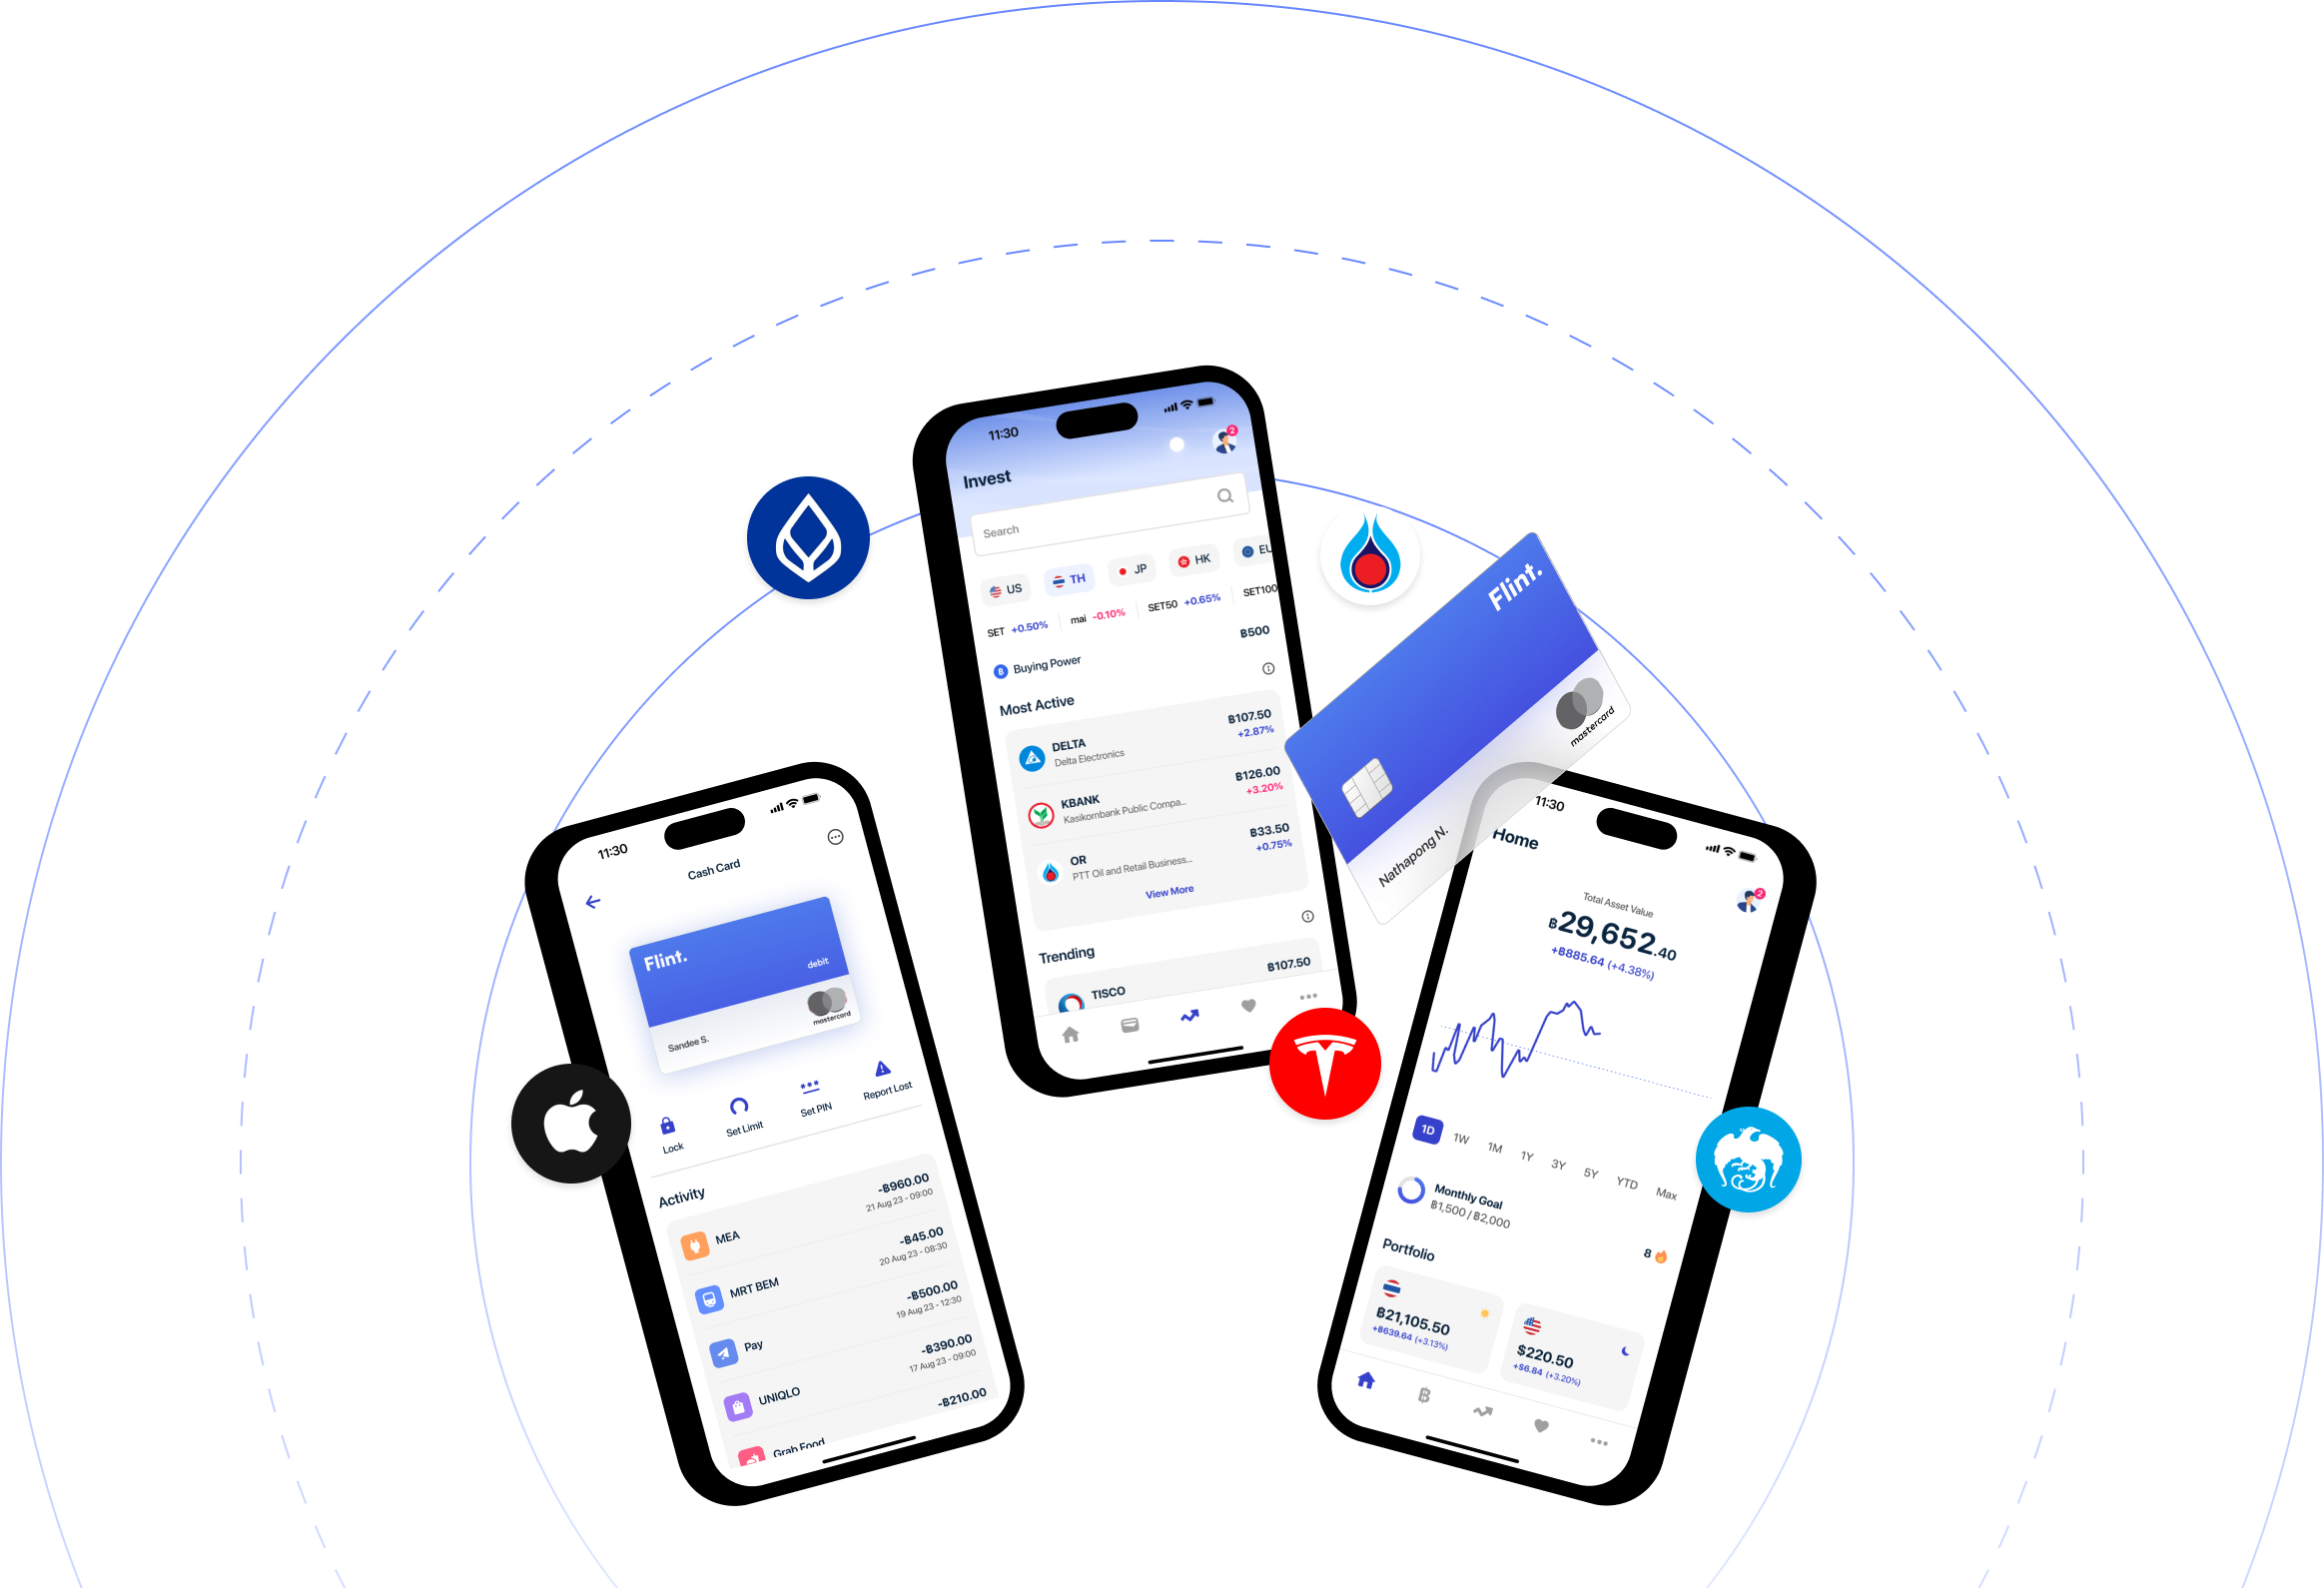 11:30
2
Invest
Search
US
TH
JP
HK
EU
SET +0.50%
mai -0.10%
SET50 +0.65%
SET100
Buying Power
฿500
Most Active
DELTA
Delta Electronics
฿107.50
+2.87%
KBANK
Kasikornbank Public Compa...
฿126.00
+3.20%
OR
PTT Oil and Retail Business...
฿33.50
+0.75%
View More
Trending
TISCO
฿107.50
Flint.
mastercard
Nathapong N.
11:30
Cash Card
Flint.
debit
mastercard
Sandee S.
Lock
Set Limit
Set PIN
Report Lost
Activity
MEA
-฿960.00
21 Aug 23 - 09:00
MRT BEM
-฿45.00
20 Aug 23 - 08:30
Pay
-฿500.00
19 Aug 23 - 12:30
UNIQLO
-฿390.00
17 Aug 23 - 09:00
Grab Food
-฿210.00
11:30
Home
2
Total Asset Value
฿29,652.40
+฿885.64 (+4.38%)
1D
1W
1M
1Y
3Y
5Y
YTD
Max
Monthly Goal
฿1,500 / ฿2,000
8
Portfolio
฿21,105.50
+฿639.64 (+3.13%)
$220.50
+$6.84 (+3.20%)